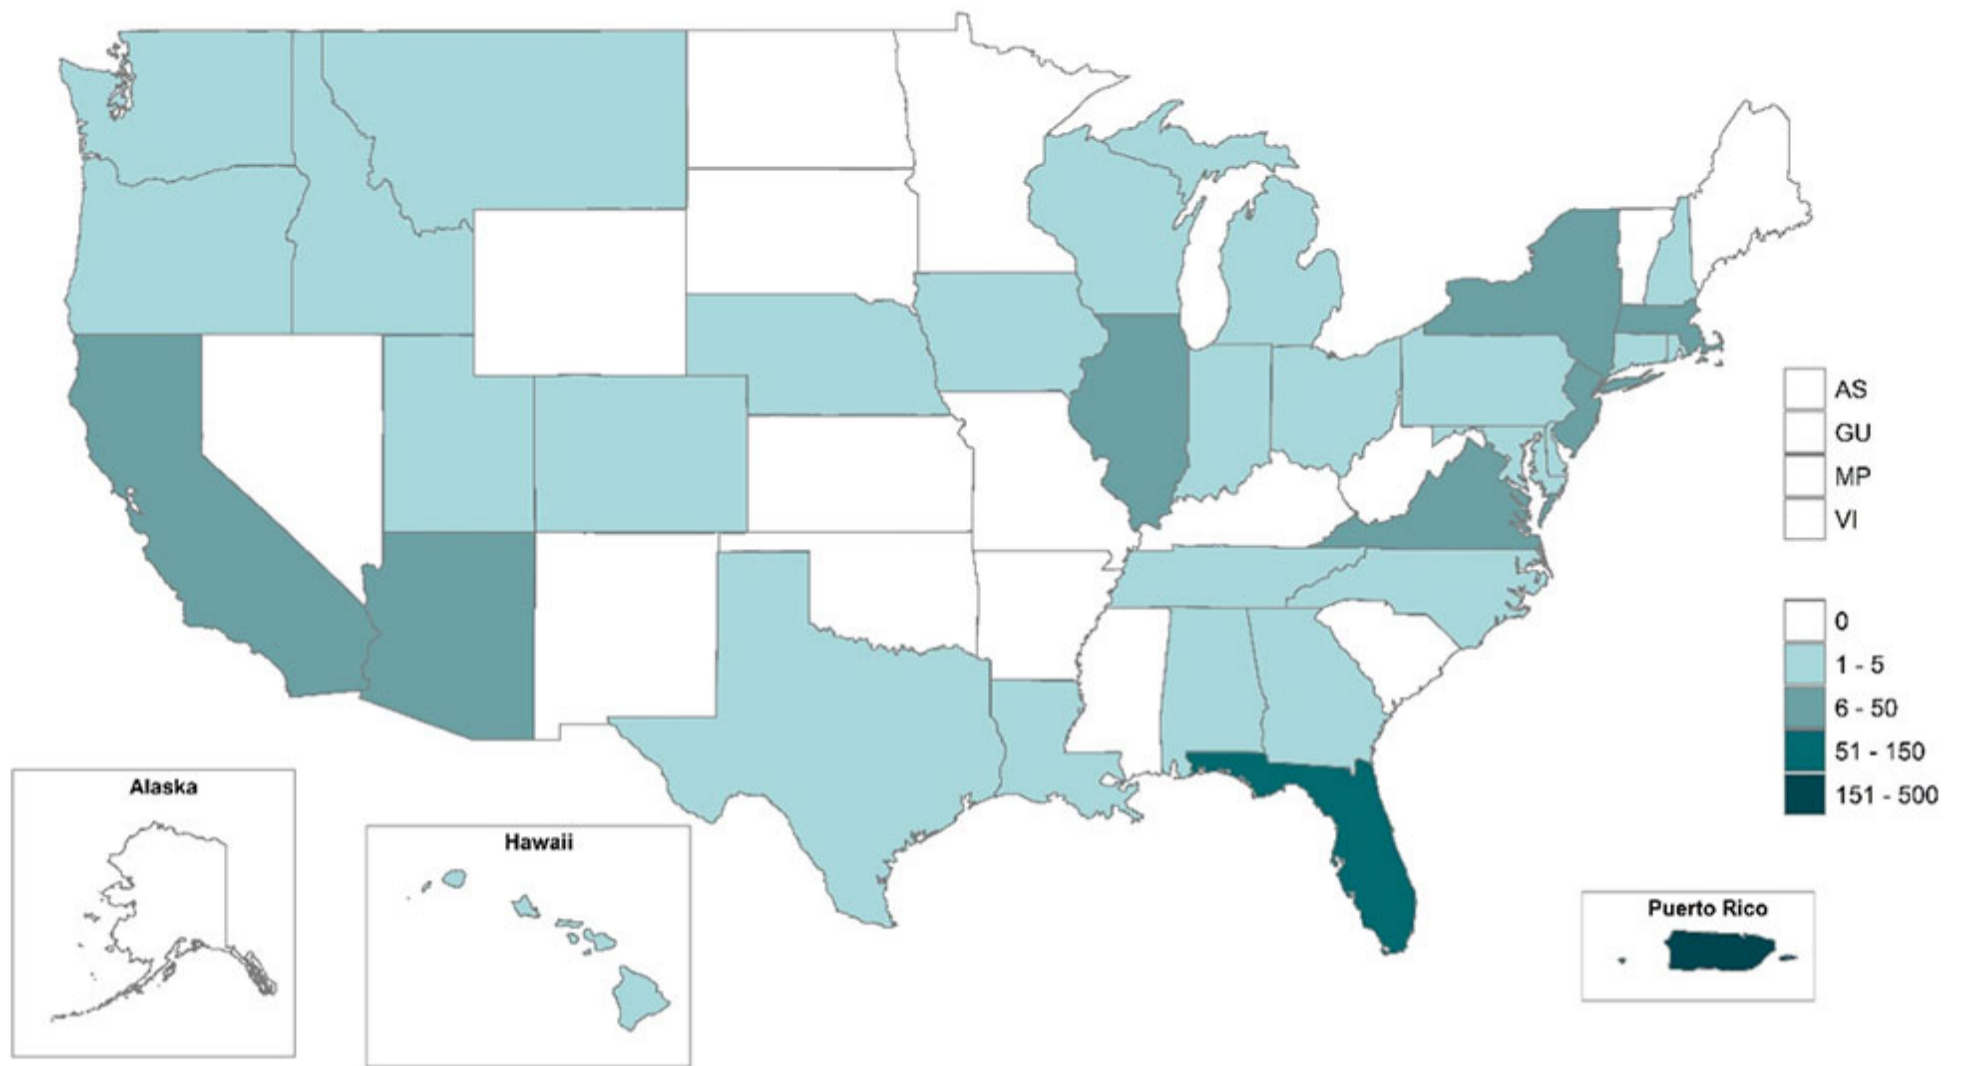 AS
GU
MP
VI
0
1 - 5
6 - 50
51 - 150
151 - 500
Alaska
Hawaii
Puerto Rico